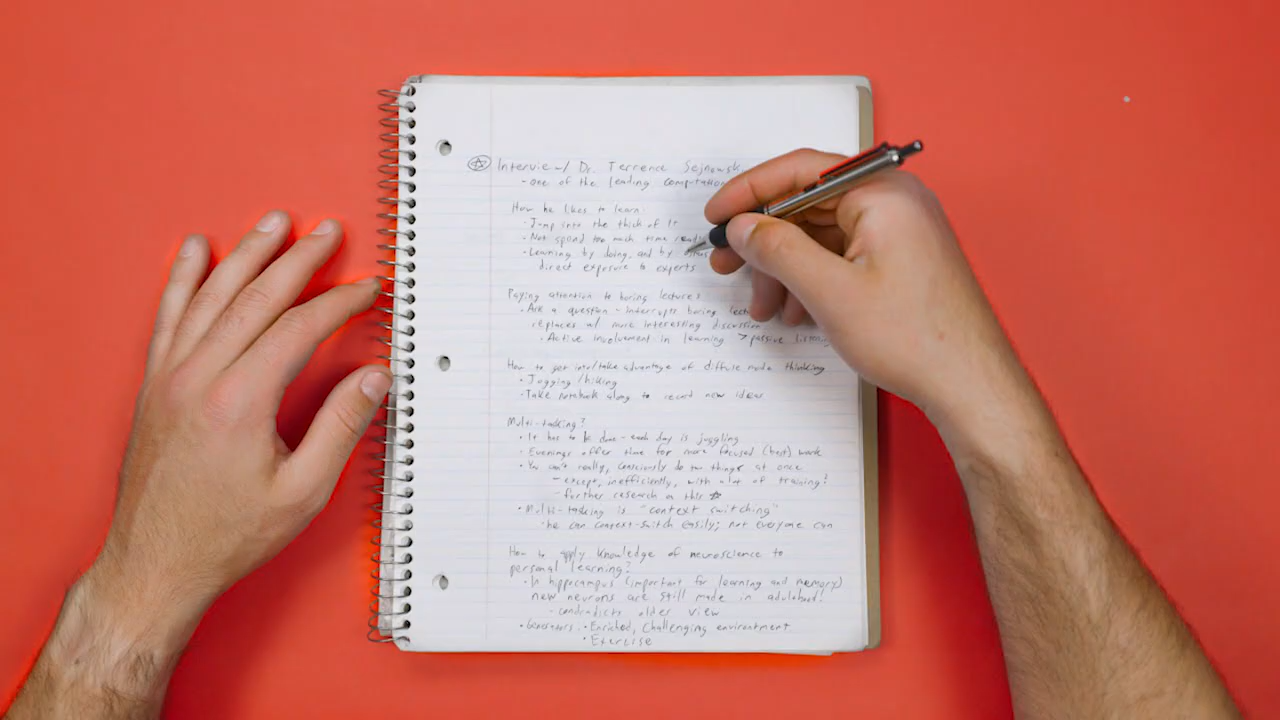 Interview w/ Dr. Terrence Sejnowski
- one of the leading computation
How he likes to learn:
- Jump into the thick of it
- Not spend too much time
- Learning by doing, and by
direct exposure to experts
Paying attention to boring lectures
• Ask a question - Interrupts boring
replaces w/ more interesting discussion
• Active involvement in learning > passive listening
How to get into/take advantage of diffuse mode thinking
• Jogging/hiking
- Take notebook along to record new ideas
Multi-tasking?
• It has to be done - each day is juggling
• Evenings offer time for more focused (best) work
• You can't really, consciously do two things at once
- except, inefficiently, with a lot of training?
- further research on this
• Multi-tasking is "context switching"
• he can context-switch easily; not everyone can
How to apply knowledge of neuroscience to
personal learning?
• In hippocampus (important for learning and memory)
new neurons are still made in adulthood!
- contradicts older view
• Generators: • Enriched, challenging environment
• Exercise